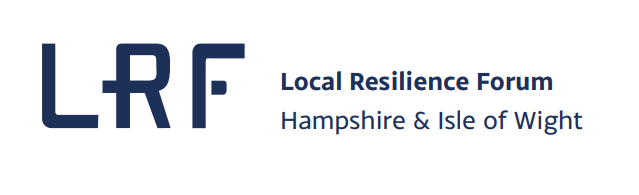 LRF
Local Resilience Forum
Hampshire & Isle of Wight